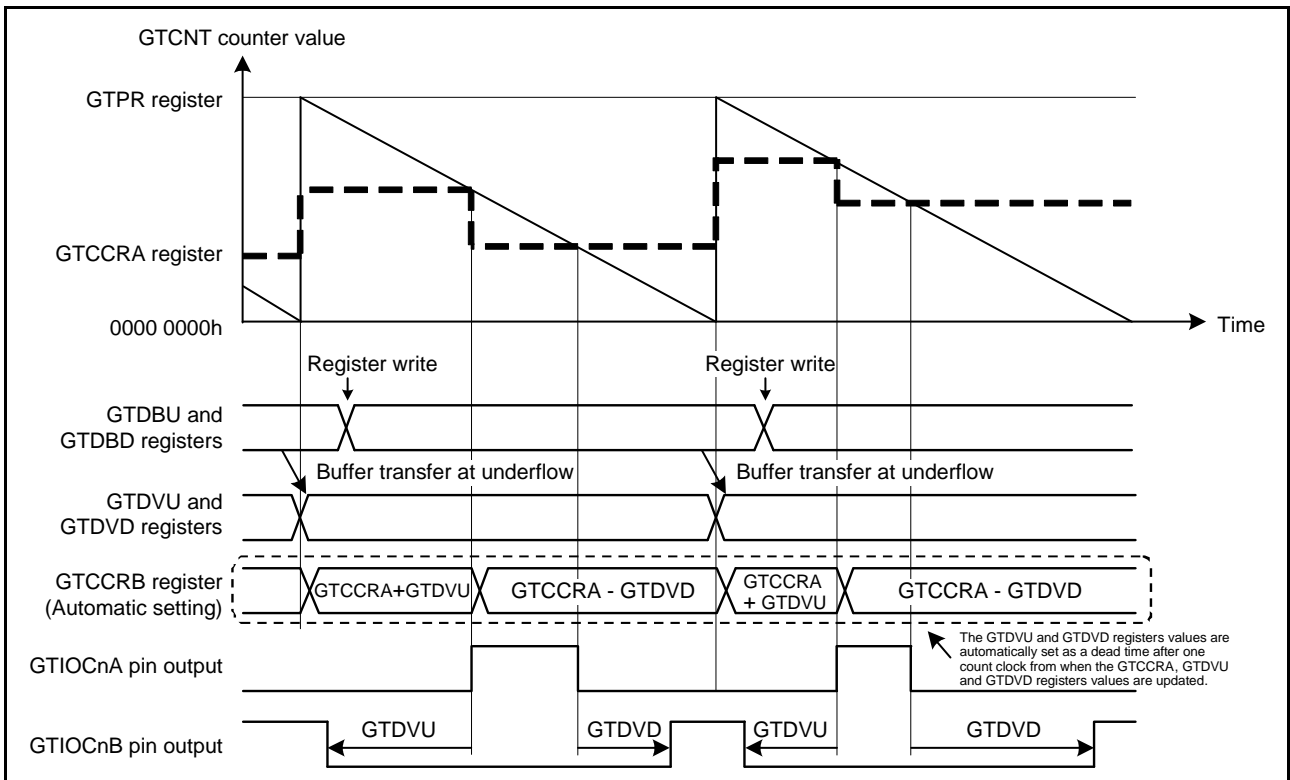 GTCNT counter value
GTPR register
GTCCRA register
0000 0000h
Time
Register write
Register write
GTDBU and
GTDBD registers
Buffer transfer at underflow
Buffer transfer at underflow
GTDVU and
GTDVD registers
GTCCRB register
(Automatic setting)
GTCCRA+GTDVU
GTCCRA - GTDVD
GTCCRA
+ GTDVU
GTCCRA - GTDVD
The GTDVU and GTDVD registers values are
automatically set as a dead time after one
count clock from when the GTCCRA, GTDVU
and GTDVD registers values are updated.
GTIOCnA pin output
GTIOCnB pin output
GTDVU
GTDVD
GTDVU
GTDVD